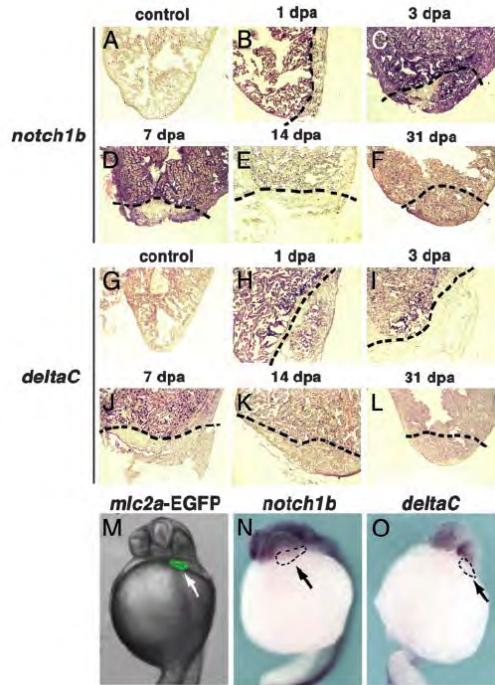 control 1 dpa 3 dpa
A B C
notch1b
7 dpa 14 dpa 31 dpa
D E F
control 1 dpa 3 dpa
G H I
deltaC
7 dpa 14 dpa 31 dpa
J K L
mlc2a-EGFP notch1b deltaC
M N O